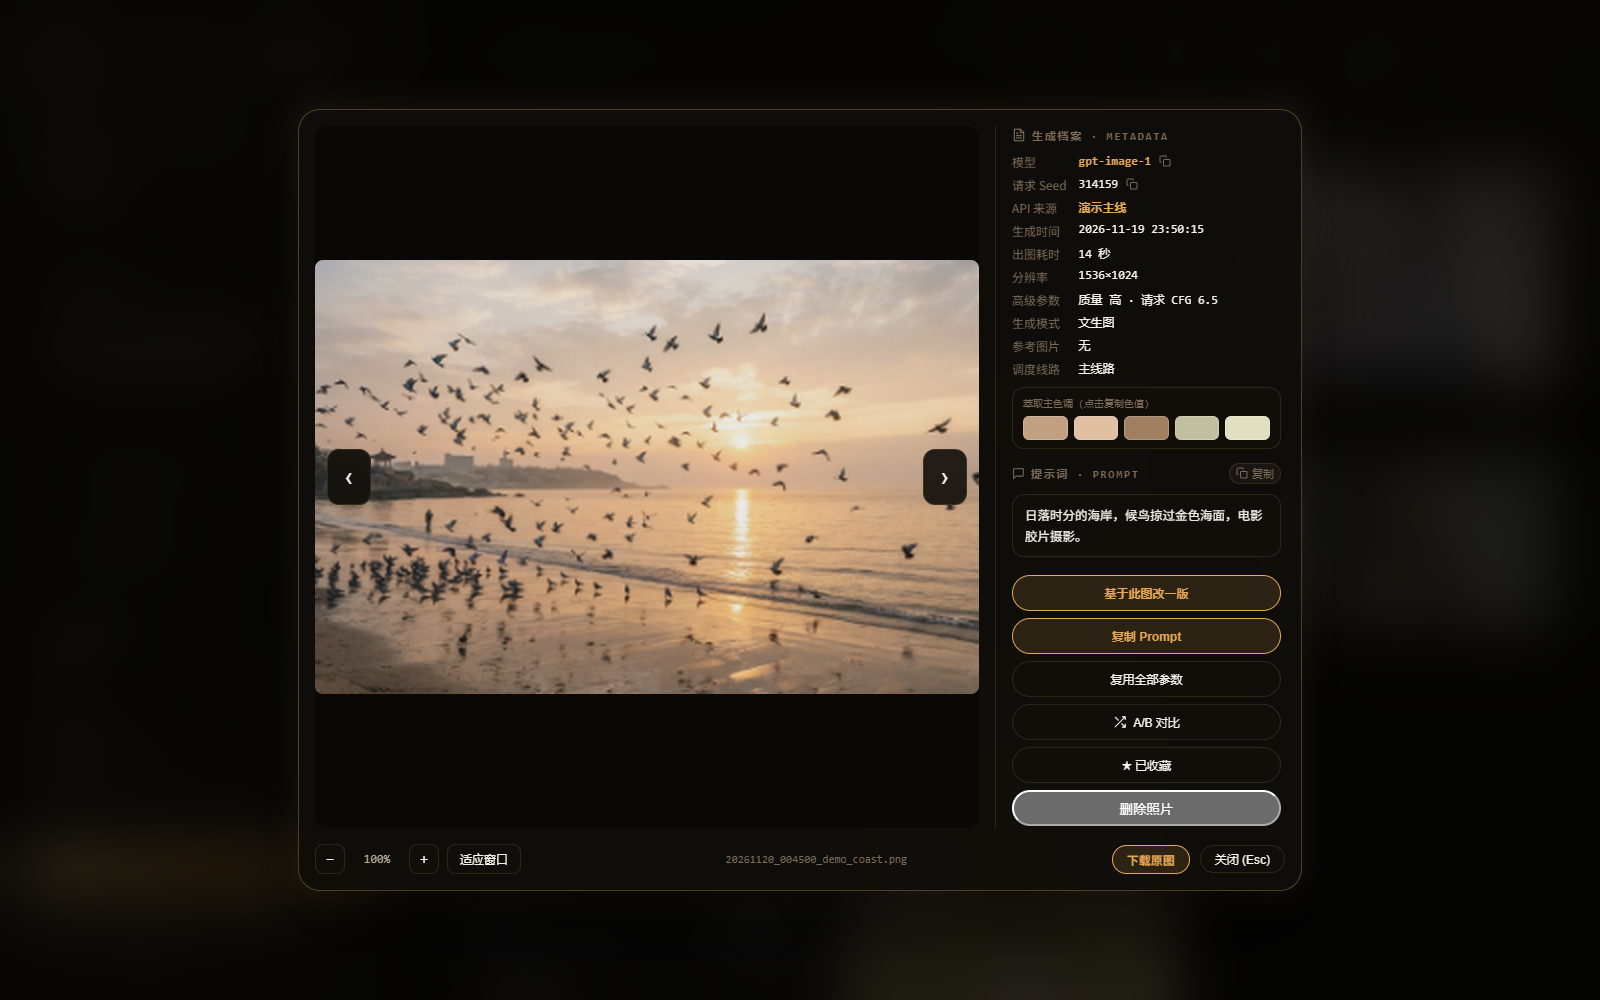 生成档案 · METADATA
模型 gpt-image-1
请求 Seed 314159
API 来源 演示主线
生成时间 2026-11-19 23:50:15
出图耗时 14 秒
分辨率 1536×1024
高级参数 质量 高 · 请求 CFG 6.5
生成模式 文生图
参考图片 无
调度线路 主线路
萃取主色调（点击复制色值）
提示词 · PROMPT 复制
日落时分的海岸，候鸟掠过金色海面，电影
胶片摄影。
基于此图改一版
复制 Prompt
复用全部参数
A/B 对比
★ 已收藏
删除照片
− 100% + 适应窗口 20261120_004500_demo_coast.png 下载原图 关闭 (Esc)